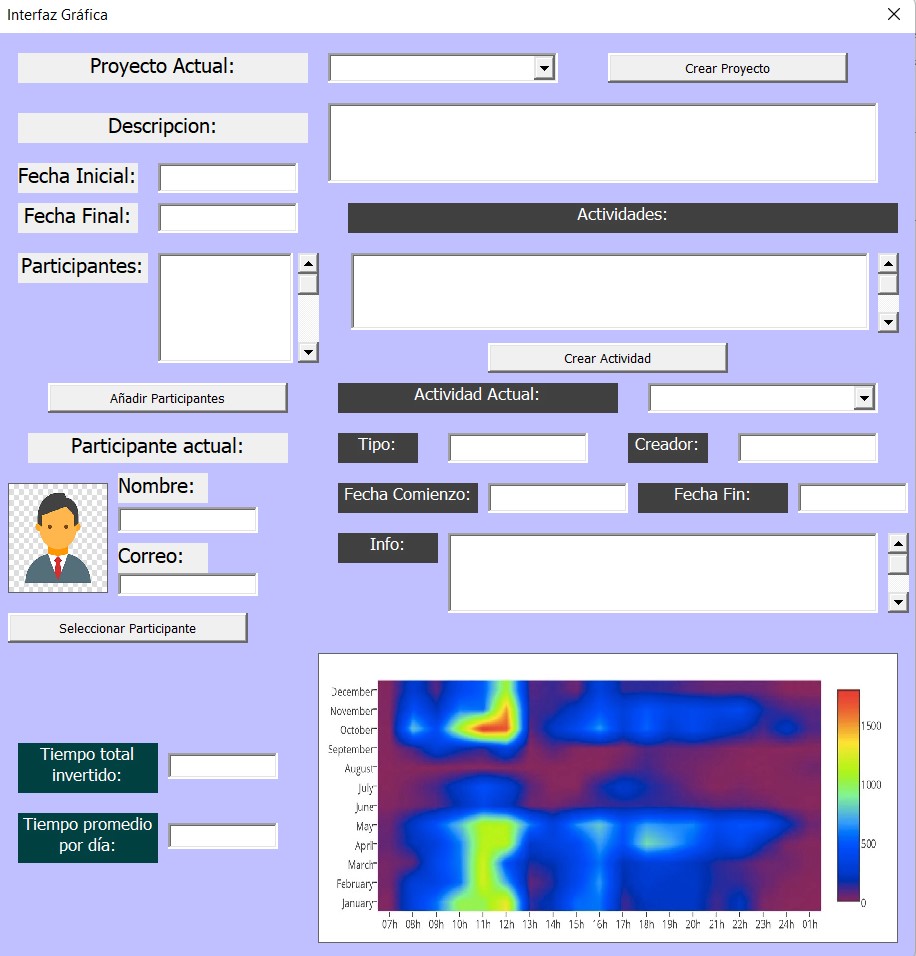 Interfaz Gráfica
Proyecto Actual:
Crear Proyecto
Descripcion:
Fecha Inicial:
Fecha Final:
Actividades:
Participantes:
Crear Actividad
Añadir Participantes
Actividad Actual:
Participante actual:
Tipo:
Creador:
Nombre:
Fecha Comienzo:
Fecha Fin:
Correo:
Info:
Seleccionar Participante
Tiempo total
invertido:
Tiempo promedio
por día:
December
November
October
September
August
July
June
May
April
March
February
January
07h 08h 09h 10h 11h 12h 13h 14h 15h 16h 17h 18h 19h 20h 21h 22h 23h 24h 01h
1500
1000
500
0